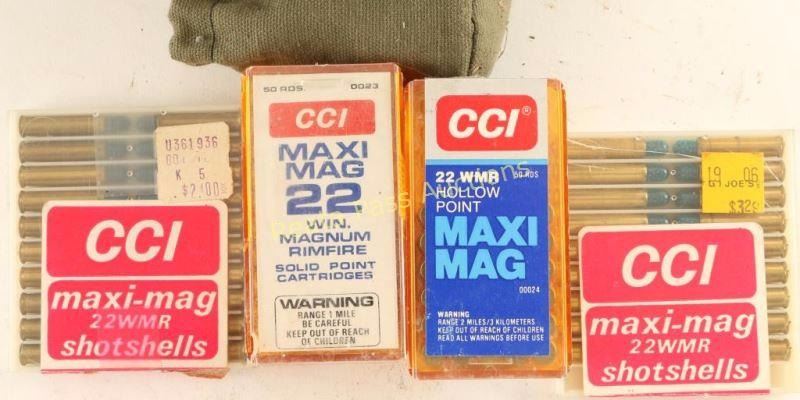 U361936
K 5
$2.00
CCI
maxi-mag
22WMR
shotshells
50 RDS. 0023
CCI
MAXI
MAG
22
WIN.
MAGNUM
RIMFIRE
SOLID POINT
CARTRIDGES
WARNING
RANGE 1 MILE
BE CAREFUL
KEEP OUT OF REACH
OF CHILDREN
CCI®
22 WMR 50 RDS
HOLLOW
POINT
MAXI
MAG
00024
WARNING
RANGE 2 MILES/3 KILOMETERS
KEEP OUT OF REACH OF CHILDREN
READ ALL WARNINGS BEFORE USE
19 06
G.I. JOE'S
CCI
maxi-mag
22WMR
shotshells
Pass Auctions